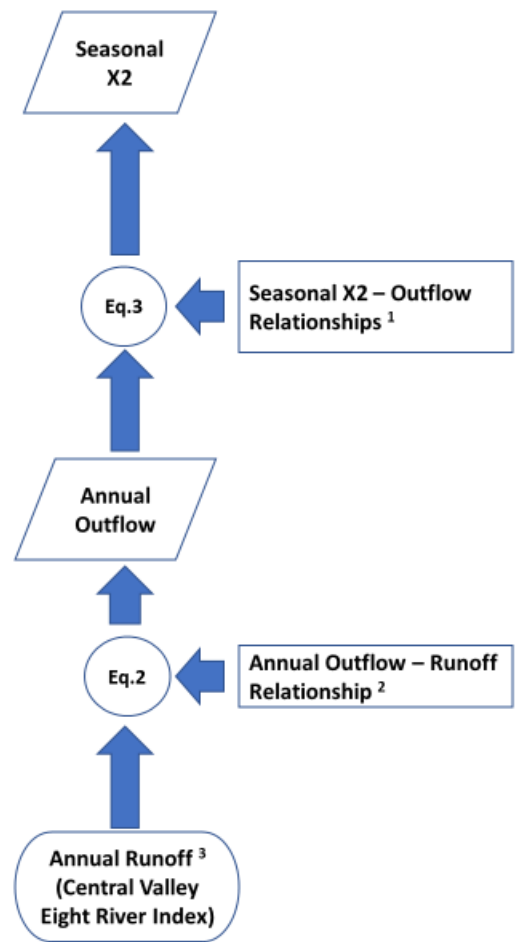 Seasonal
X2
Eq.3
Seasonal X2 – Outflow
Relationships ¹
Annual
Outflow
Eq.2
Annual Outflow – Runoff
Relationship ²
Annual Runoff ³
(Central Valley
Eight River Index)